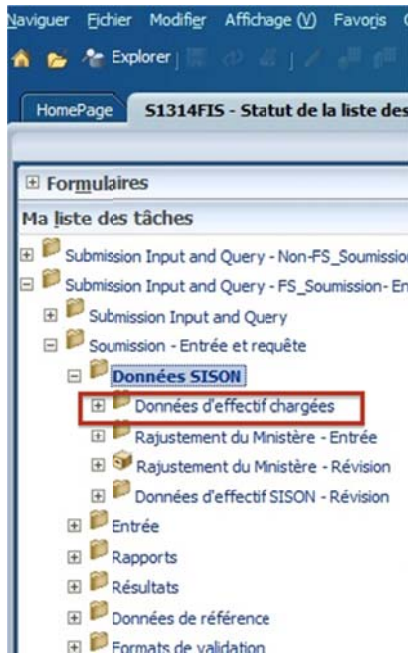 Naviguer Fichier Modifier Affichage (V) Favoris
Explorer
HomePage S1314FIS - Statut de la liste des
Formulaires
Ma liste des tâches
Submission Input and Query - Non-FS_Soumission
Submission Input and Query - FS_Soumission- En
Submission Input and Query
Soumission - Entrée et requête
Données SISON
Données d'effectif chargées
Rajustement du Mnistère - Entrée
Rajustement du Mnistère - Révision
Données d'effectif SISON - Révision
Entrée
Rapports
Résultats
Données de référence
Formats de validation